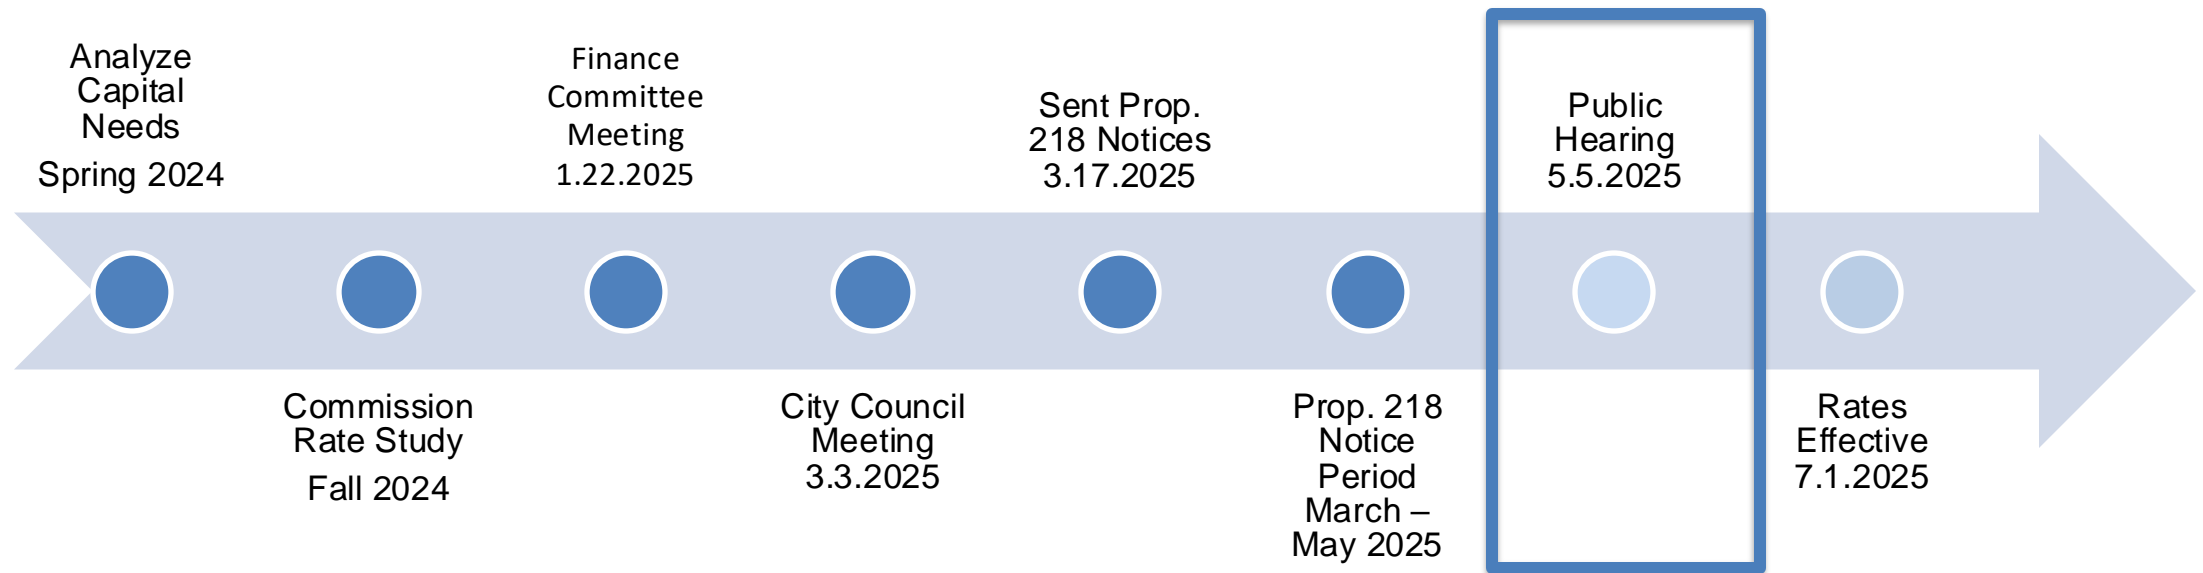 Analyze
Capital
Needs
Spring 2024
Commission
Rate Study
Fall 2024
Finance
Committee
Meeting
1.22.2025
City Council
Meeting
3.3.2025
Sent Prop.
218 Notices
3.17.2025
Prop. 218
Notice
Period
March –
May 2025
Public
Hearing
5.5.2025
Rates
Effective
7.1.2025